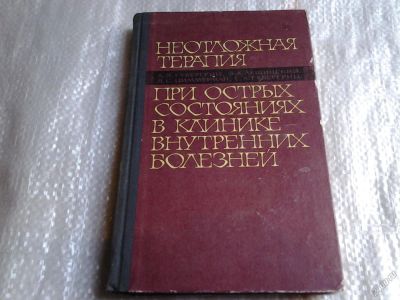 НЕОТЛОЖНАЯ
ТЕРАПИЯ
ПРИ ОСТРЫХ
СОСТОЯНИЯХ
В КЛИНИКЕ
ВНУТРЕННИХ
БОЛЕЗНЕЙ